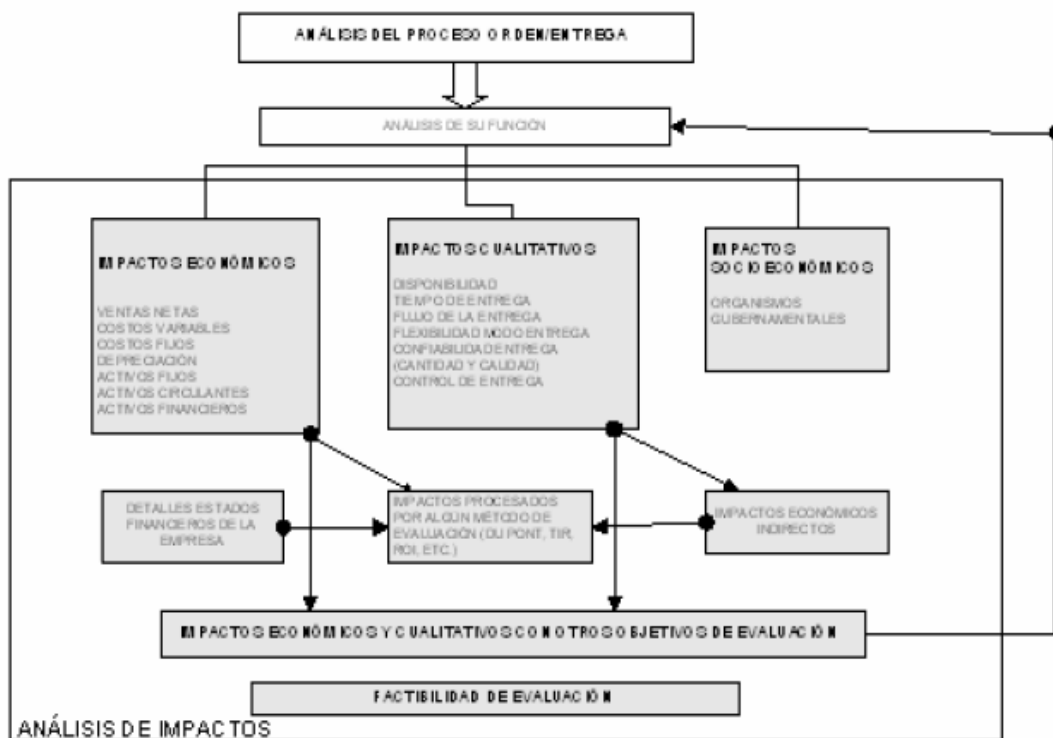 ANÁLISIS DEL PROCESO ORDEN/ENTREGA
ANÁLISIS DE SU FUNCIÓN
IMPACTOS ECONÓMICOS
VENTAS NETAS
COSTOS VARIABLES
COSTOS FIJOS
DEPRECIACIÓN
ACTIVOS FIJOS
ACTIVOS CIRCULANTES
ACTIVOS FINANCIEROS
IMPACTOS CUALITATIVOS
DISPONIBILIDAD
TIEMPO DE ENTREGA
FLUJO DE LA ENTREGA
FLEXIBILIDAD MODO ENTREGA
CONFIABILIDAD ENTREGA
(CANTIDAD Y CALIDAD)
CONTROL DE ENTREGA
IMPACTOS
SOCIOECONÓMICOS
ORGANISMOS
GUBERNAMENTALES
DETALLES ESTADOS
FINANCIEROS DE LA
EMPRESA
IMPACTOS PROCESADOS
POR ALGÚN MÉTODO DE
EVALUACIÓN (DU PONT, TIR,
ROI, ETC.)
IMPACTOS ECONÓMICOS
INDIRECTOS
IMPACTOS ECONÓMICOS Y CUALITATIVOS CON OTROS OBJETIVOS DE EVALUACIÓN
FACTIBILIDAD DE EVALUACIÓN
ANÁLISIS DE IMPACTOS